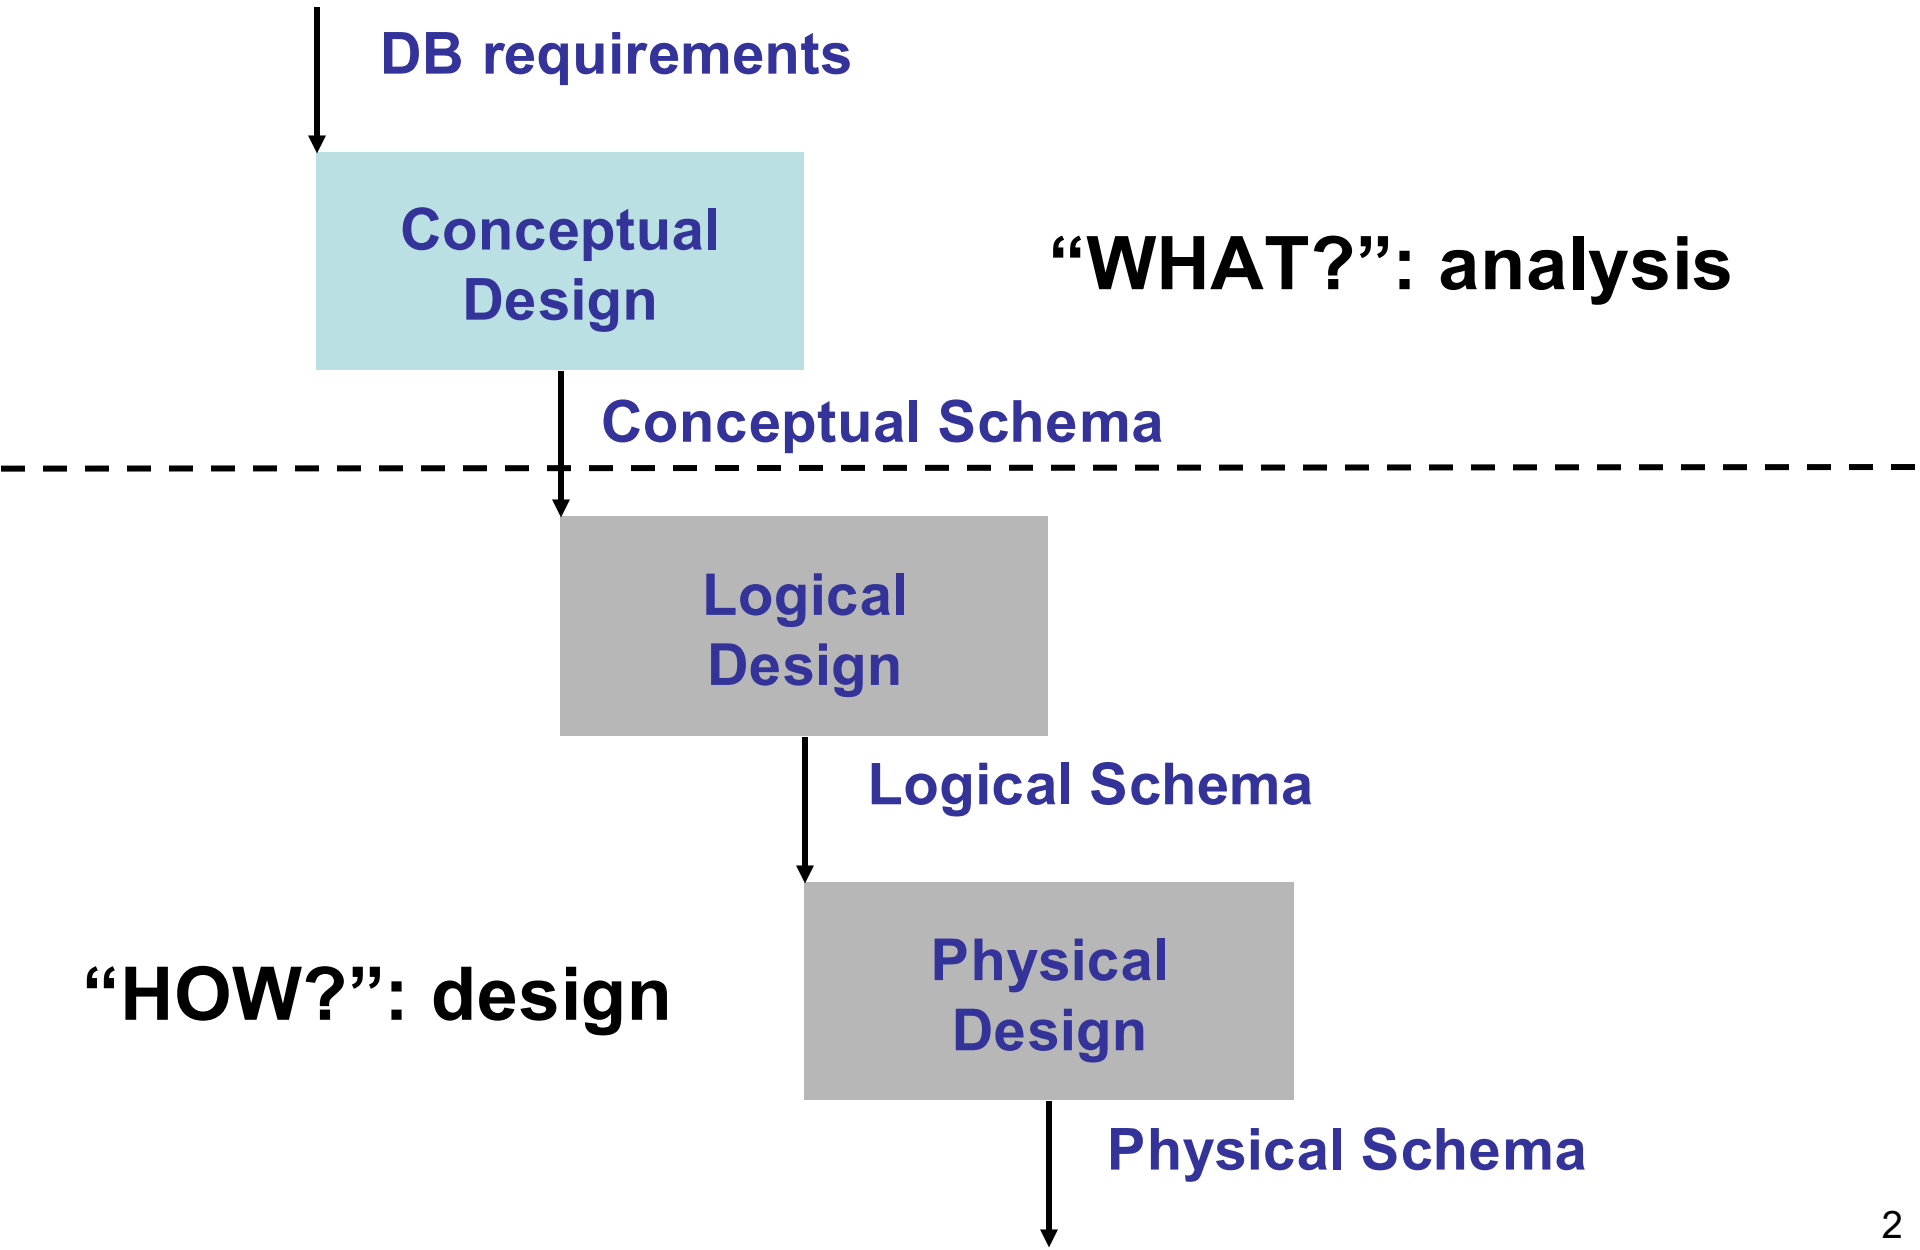 DB requirements
Conceptual
Design
“WHAT?”: analysis
Conceptual Schema
Logical
Design
Logical Schema
Physical
Design
“HOW?”: design
Physical Schema
2